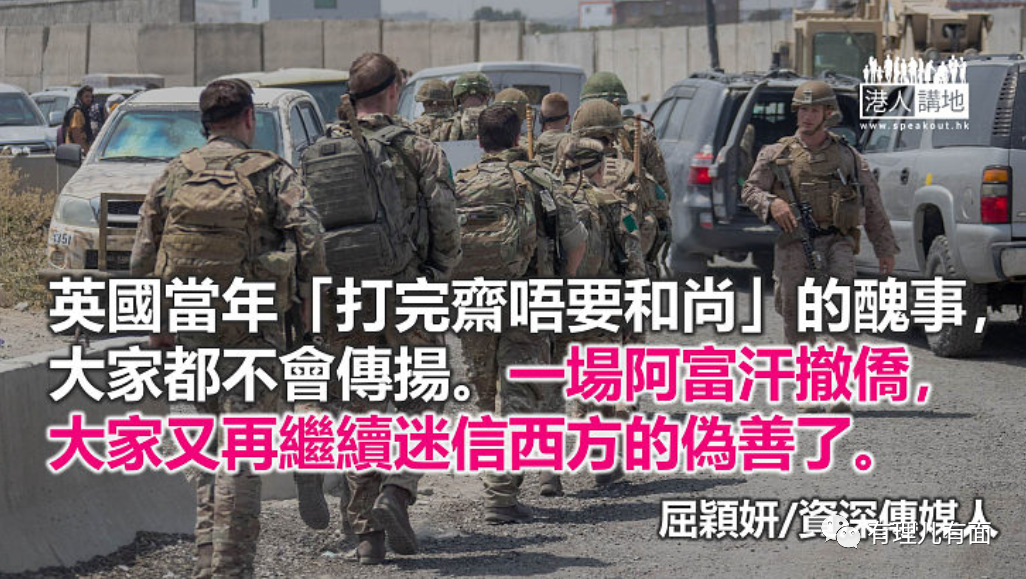 港人講地
www.speakout.hk
英國當年「打完齋唔要和尚」的醜事，
大家都不會傳揚。一場阿富汗撤僑，
大家又再繼續迷信西方的偽善了。
屈穎妍/資深傳媒人
有理儿有面